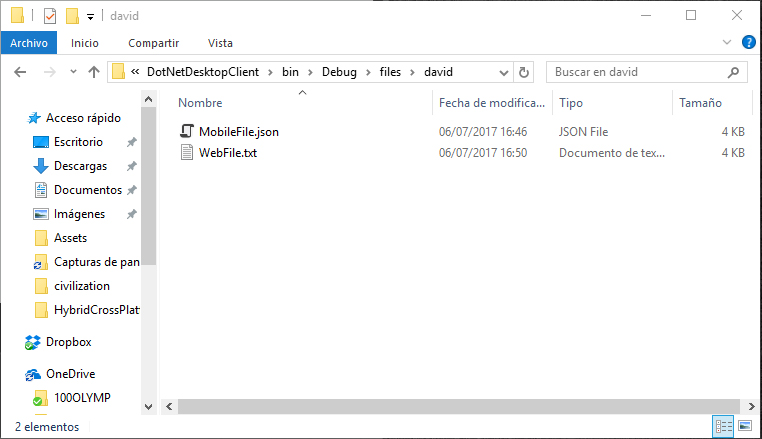 david
Archivo Inicio Compartir Vista
« DotNetDesktopClient › bin › Debug › files › david Buscar en david
Nombre Fecha de modifica... Tipo Tamaño
MobileFile.json 06/07/2017 16:46 JSON File 4 KB
WebFile.txt 06/07/2017 16:50 Documento de tex... 4 KB
Acceso rápido
Escritorio
Descargas
Documentos
Imágenes
Assets
Capturas de pan
civilization
HybridCrossPlat
Dropbox
OneDrive
100OLYMP
2 elementos